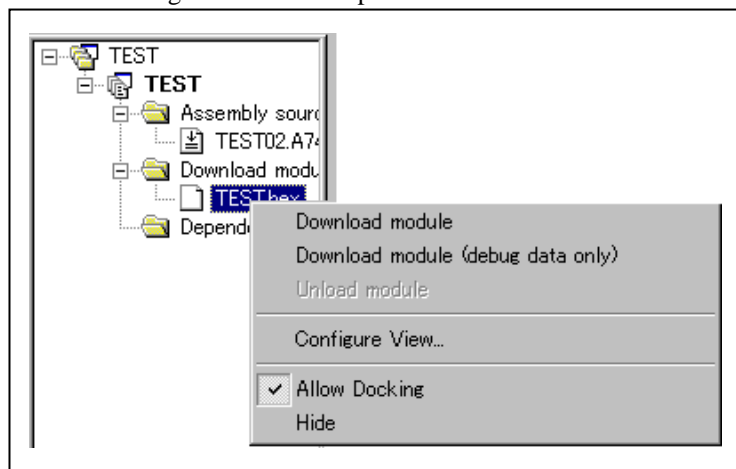 TEST
TEST
Assembly sour
TEST02.A74
Download modu
TEST.hex
Depend
Download module
Download module (debug data only)
Unload module
Configure View...
Allow Docking
Hide